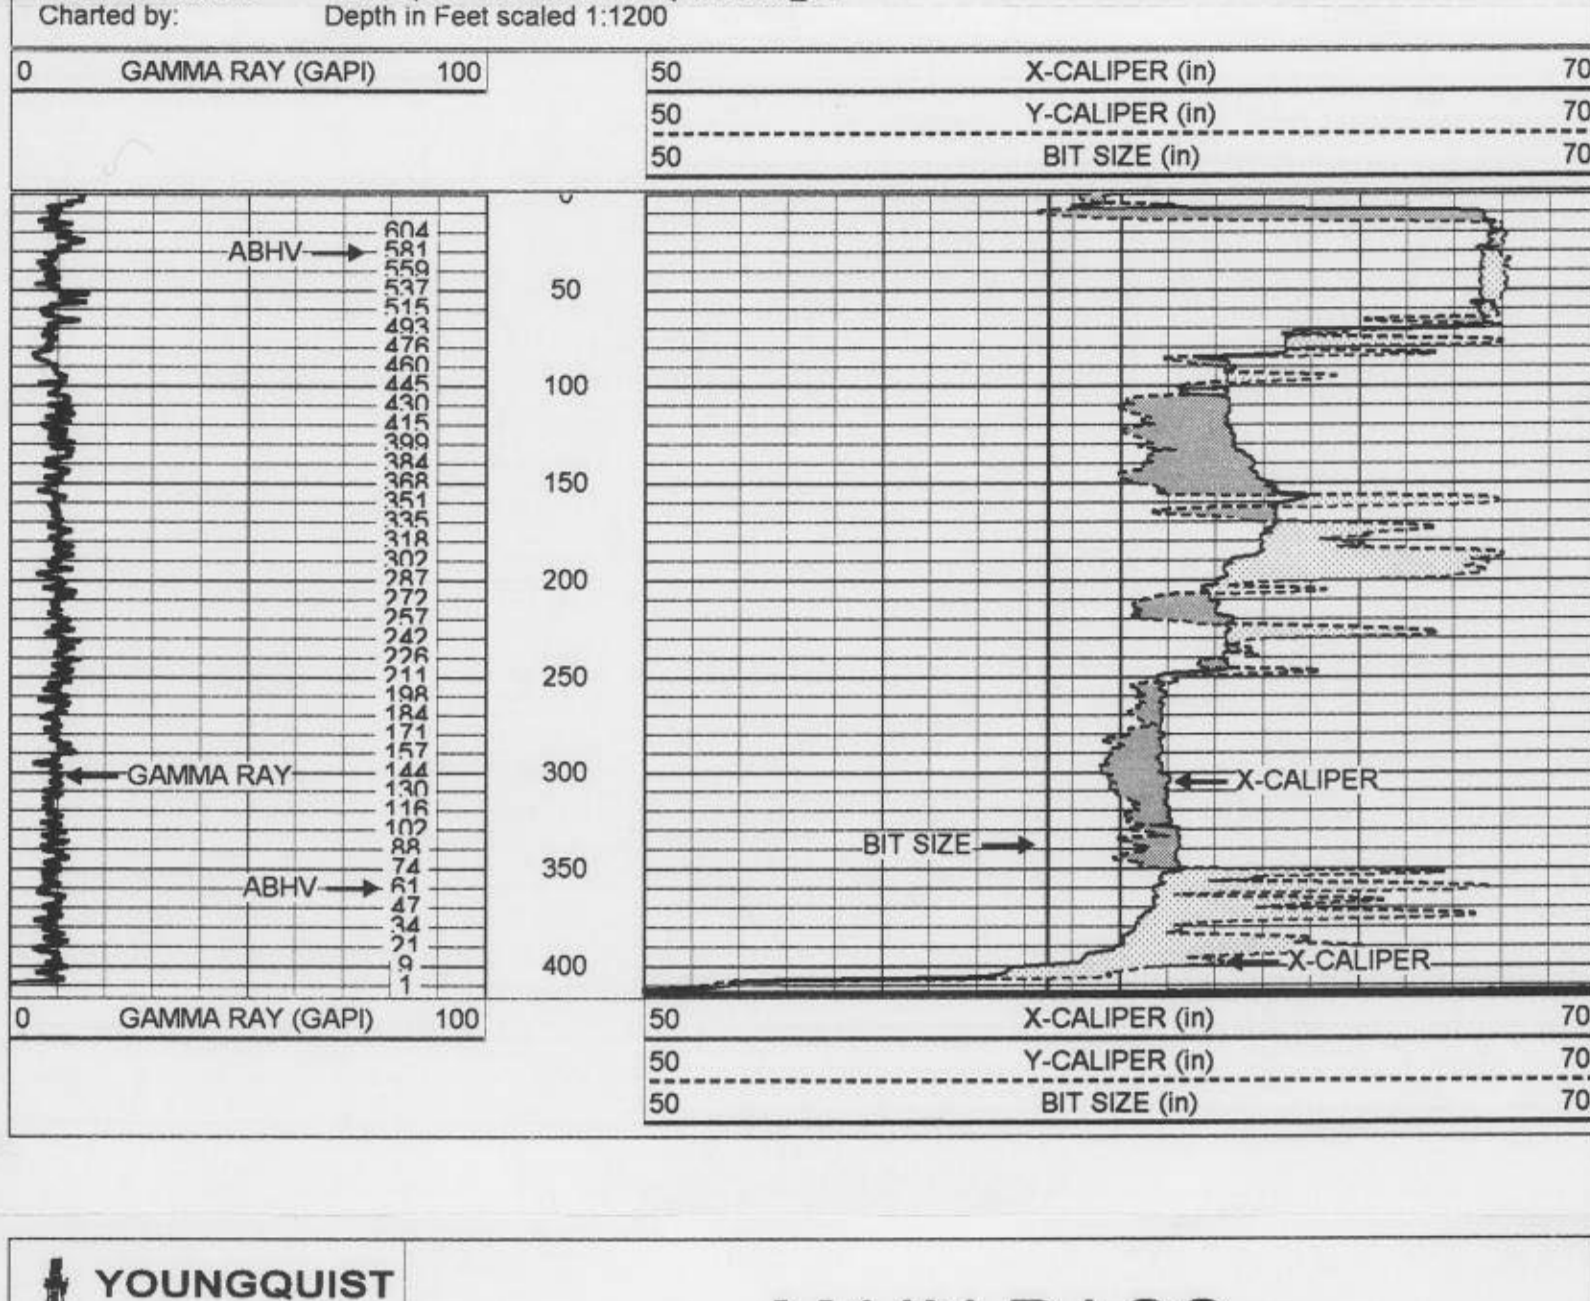 Charted by: Depth in Feet scaled 1:1200
0 GAMMA RAY (GAPI) 100 50 X-CALIPER (in) 70
50 Y-CALIPER (in) 70
50 BIT SIZE (in) 70
0
604
ABHV 581
559
537 50
515
493
476
460
445 100
430
415
399
384
368 150
351
335
318
302
287 200
272
257
242
226
211 250
198
184
171
157
GAMMA RAY 144 300 X-CALIPER
130
116
102
88 BIT SIZE
74 350
ABHV 61
47
34
21
9 400 X-CALIPER
1
0 GAMMA RAY (GAPI) 100 50 X-CALIPER (in) 70
50 Y-CALIPER (in) 70
50 BIT SIZE (in) 70
YOUNGQUIST